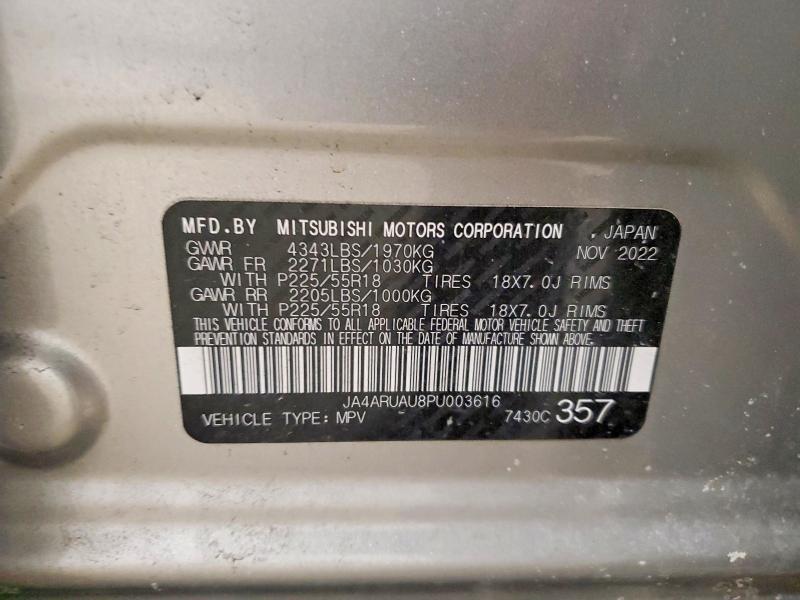 MFD.BY MITSUBISHI MOTORS CORPORATION , JAPAN
GVWR 4343LBS/1970KG NOV 2022
GAWR FR 2271LBS/1030KG
WITH P225/55R18 TIRES 18X7.0J RIMS
GAWR RR 2205LBS/1000KG
WITH P225/55R18 TIRES 18X7.0J RIMS
THIS VEHICLE CONFORMS TO ALL APPLICABLE FEDERAL MOTOR VEHICLE SAFETY AND THEFT
PREVENTION STANDARDS IN EFFECT ON THE DATE OF MANUFACTURE SHOWN ABOVE.
JA4ARUAU8PU003616
VEHICLE TYPE: MPV 7430C 357